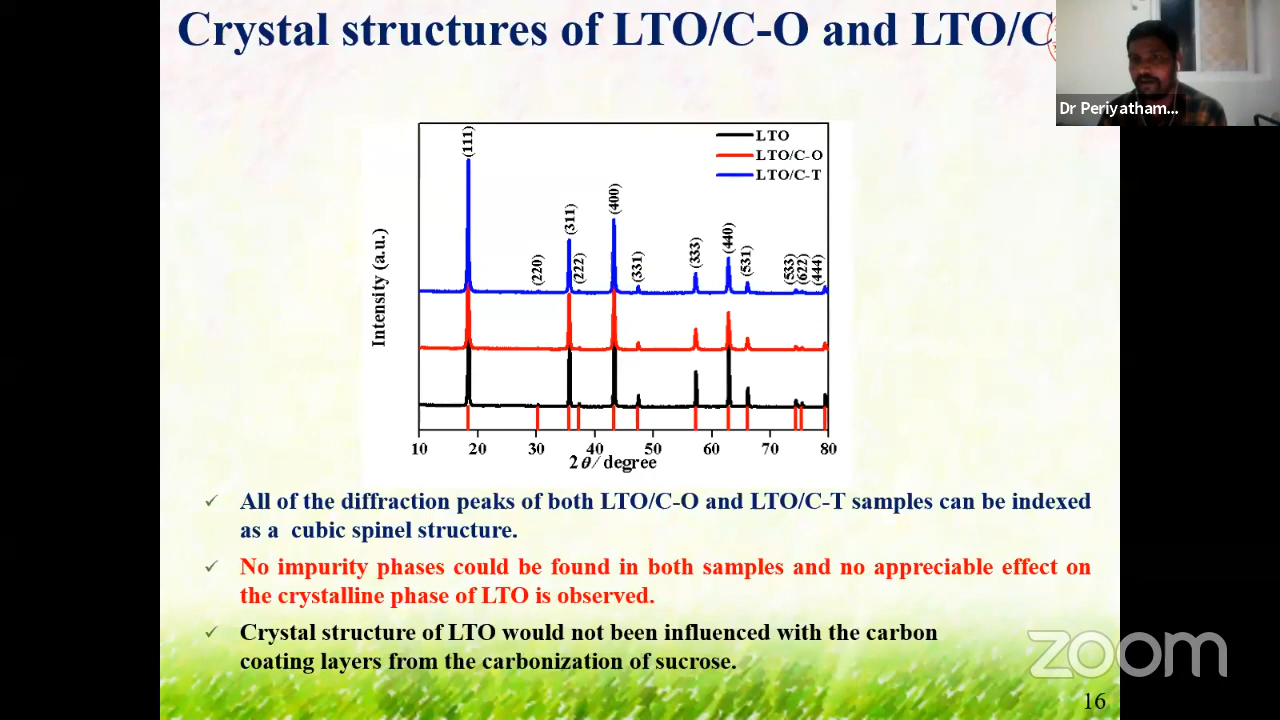 Crystal structures of LTO/C-O and LTO/C
Dr Periyatham...
LTO
LTO/C-O
LTO/C-T
(111)
(220)
(311)
(222)
(400)
(331)
(333)
(440)
(531)
(533)
(622)
(444)
Intensity (a.u.)
10 20 30 40 50 60 70 80
2 θ / degree
✓ All of the diffraction peaks of both LTO/C-O and LTO/C-T samples can be indexed
as a cubic spinel structure.
✓ No impurity phases could be found in both samples and no appreciable effect on
the crystalline phase of LTO is observed.
✓ Crystal structure of LTO would not been influenced with the carbon
coating layers from the carbonization of sucrose.
zoom
16